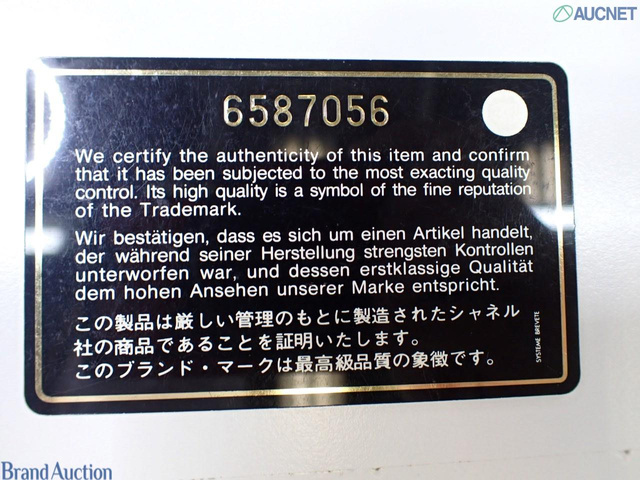 AUCNET
6587056
We certify the authenticity of this item and confirm
that it has been subjected to the most exacting quality
control. Its high quality is a symbol of the fine reputation
of the Trademark.
Wir bestätigen, dass es sich um einen Artikel handelt,
der während seiner Herstellung strengsten Kontrollen
unterworfen war, und dessen erstklassige Qualität
dem hohen Ansehen unserer Marke entspricht.
この製品は厳しい管理のもとに製造されたシャネル
社の商品であることを証明いたします。
このブランド・マークは最高級品質の象徴です。
SYSTEME BREVETE
Brand Auction